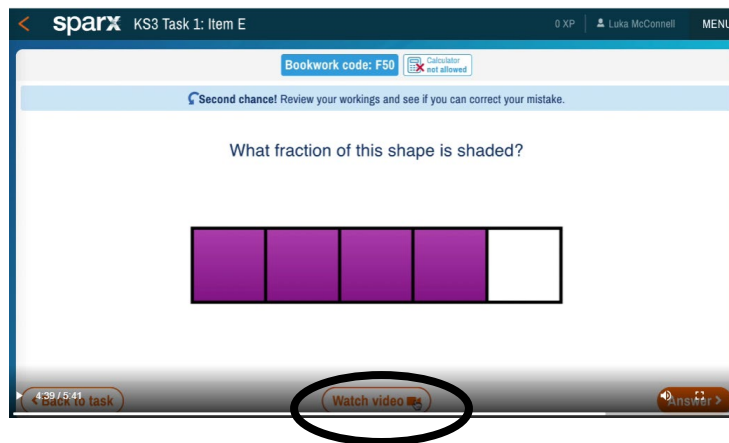 < sparx KS3 Task 1: Item E 0 XP Luka McConnell MENU
Bookwork code: F50 Calculator not allowed
Second chance! Review your workings and see if you can correct your mistake.
What fraction of this shape is shaded?
4:39 / 5:41
< Back to task Watch video Answer >